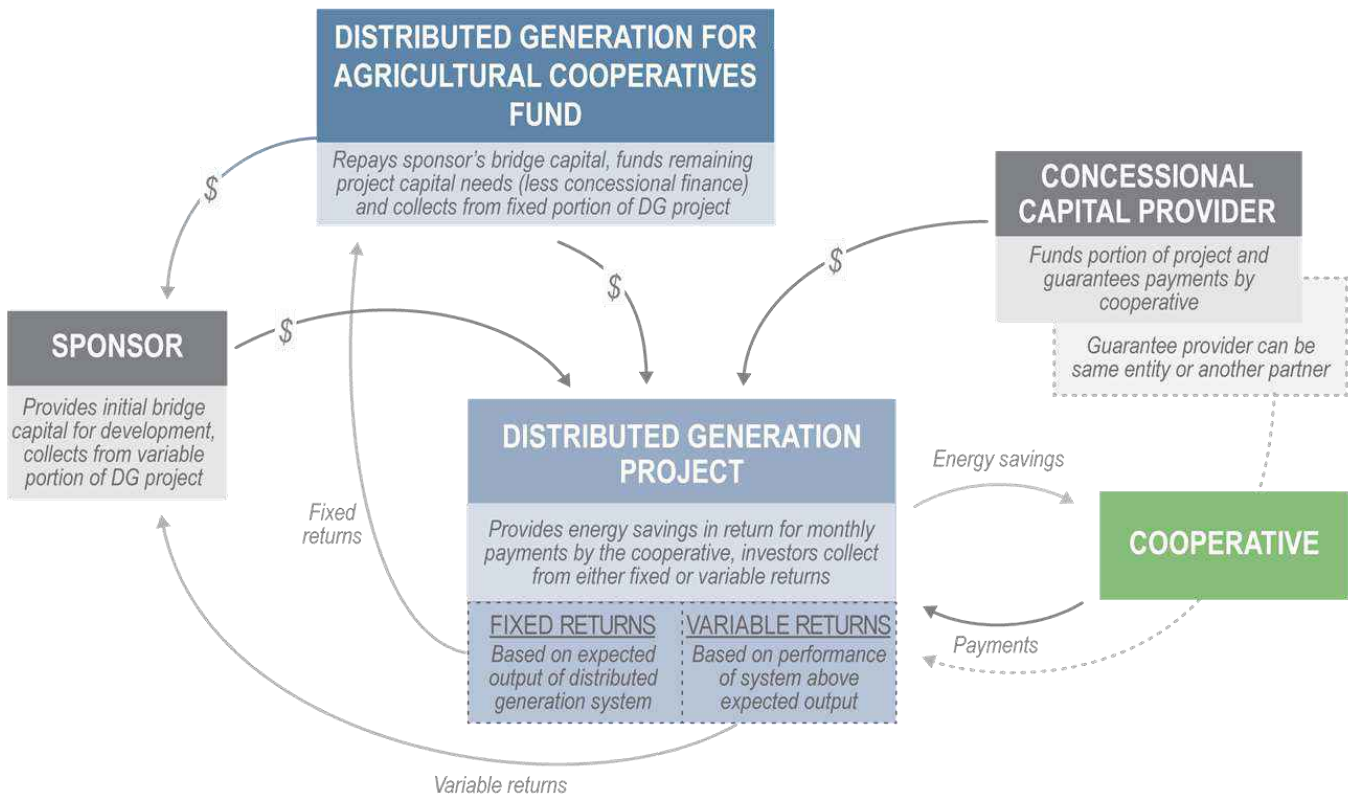 DISTRIBUTED GENERATION FOR
AGRICULTURAL COOPERATIVES
FUND
Repays sponsor's bridge capital, funds remaining
project capital needs (less concessional finance)
and collects from fixed portion of DG project
$
$
$
$
CONCESSIONAL
CAPITAL PROVIDER
Funds portion of project and
guarantees payments by
cooperative
Guarantee provider can be
same entity or another partner
SPONSOR
Provides initial bridge
capital for development,
collects from variable
portion of DG project
Fixed
returns
DISTRIBUTED GENERATION
PROJECT
Provides energy savings in return for monthly
payments by the cooperative, investors collect
from either fixed or variable returns
FIXED RETURNS
Based on expected
output of distributed
generation system
VARIABLE RETURNS
Based on performance
of system above
expected output
Energy savings
COOPERATIVE
Payments
Variable returns